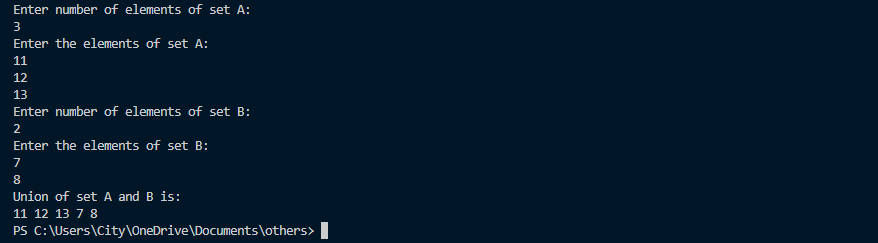 Enter number of elements of set A:
3
Enter the elements of set A:
11
12
13
Enter number of elements of set B:
2
Enter the elements of set B:
7
8
Union of set A and B is:
11 12 13 7 8
PS C:\Users\City\OneDrive\Documents\others>